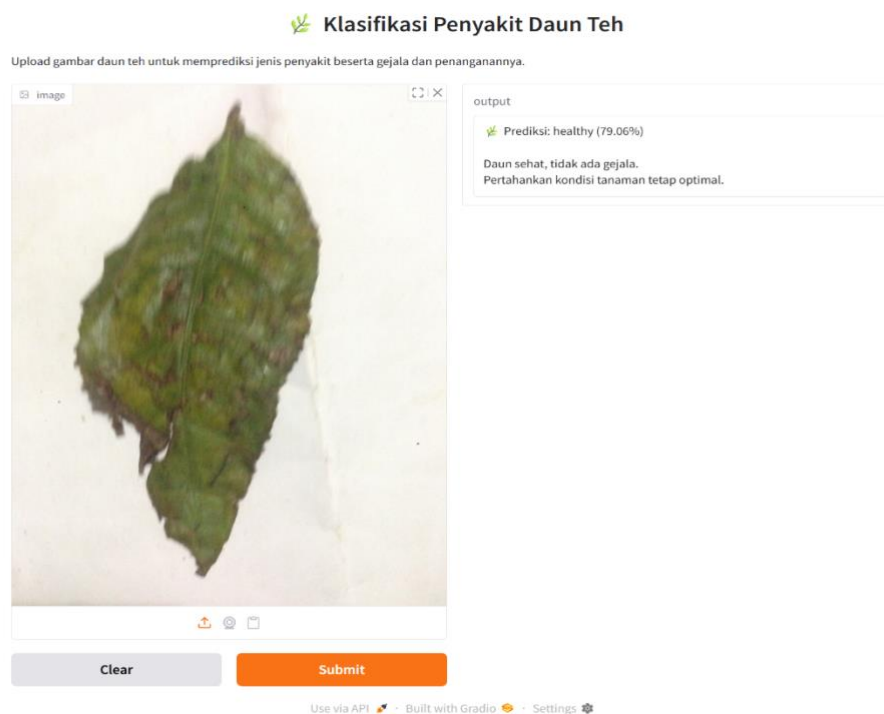 Klasifikasi Penyakit Daun Teh
Upload gambar daun teh untuk memprediksi jenis penyakit beserta gejala dan penanganannya.
image
output
Prediksi: healthy (79.06%)
Daun sehat, tidak ada gejala.
Pertahankan kondisi tanaman tetap optimal.
Clear
Submit
Use via API · Built with Gradio · Settings